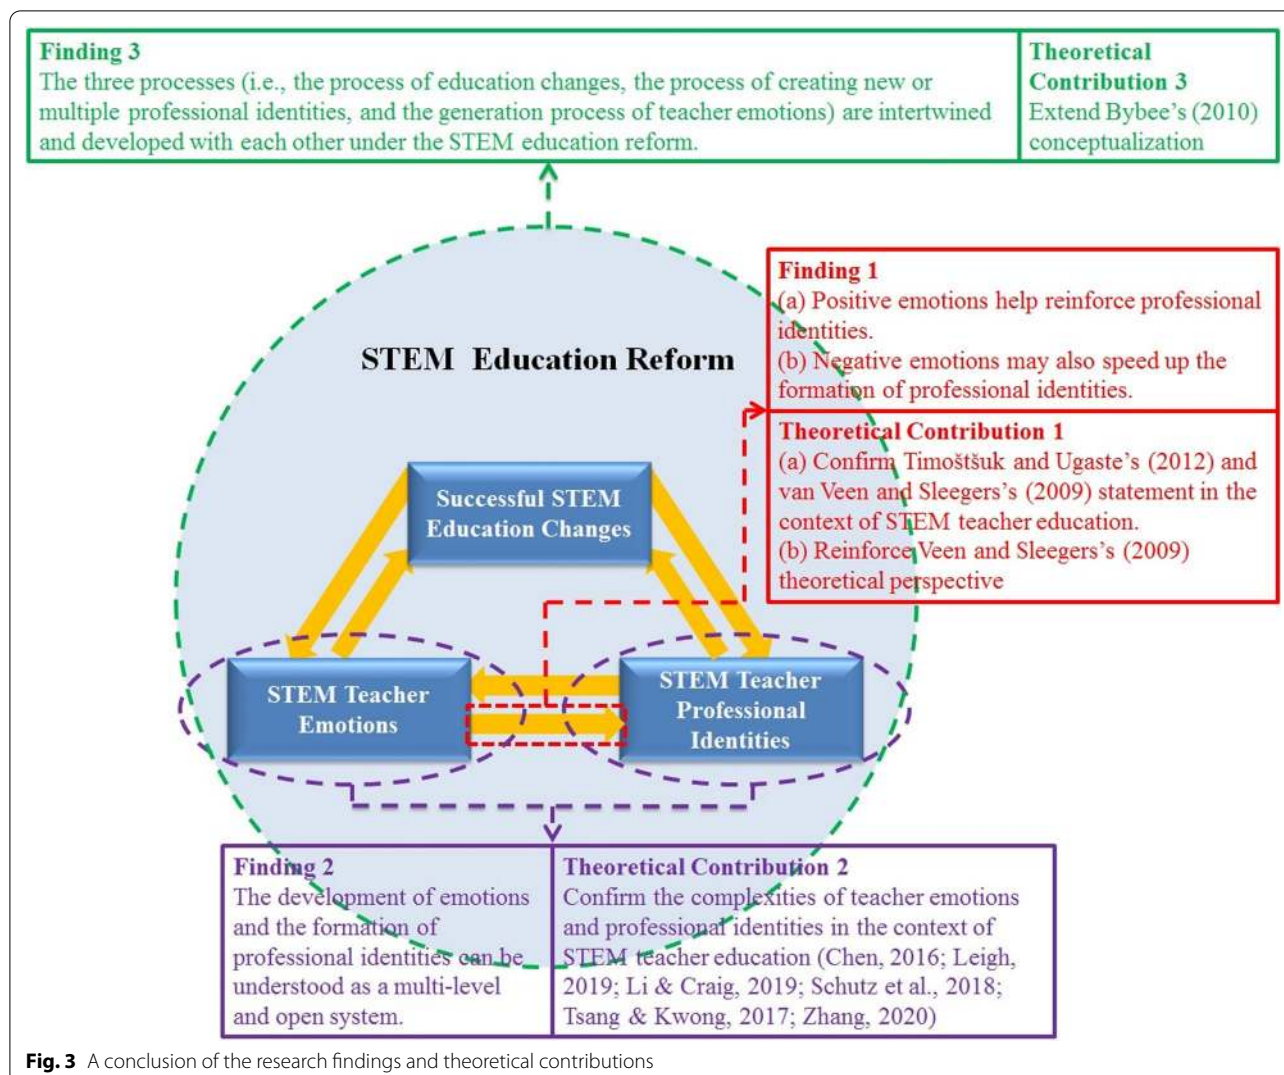 Finding 3
The three processes (i.e., the process of education changes, the process of creating new or
multiple professional identities, and the generation process of teacher emotions) are intertwined
and developed with each other under the STEM education reform.
Theoretical
Contribution 3
Extend Bybee’s (2010)
conceptualization
Finding 1
(a) Positive emotions help reinforce professional
identities.
(b) Negative emotions may also speed up the
formation of professional identities.
Theoretical Contribution 1
(a) Confirm Timoštšuk and Ugaste’s (2012) and
van Veen and Sleegers’s (2009) statement in the
context of STEM teacher education.
(b) Reinforce Veen and Sleegers’s (2009)
theoretical perspective
STEM Education Reform
Successful STEM
Education Changes
STEM Teacher
Emotions
STEM Teacher
Professional
Identities
Finding 2
The development of emotions
and the formation of
professional identities can be
understood as a multi-level
and open system.
Theoretical Contribution 2
Confirm the complexities of teacher emotions
and professional identities in the context of
STEM teacher education (Chen, 2016; Leigh,
2019; Li & Craig, 2019; Schutz et al., 2018;
Tsang & Kwong, 2017; Zhang, 2020)
Fig. 3 A conclusion of the research findings and theoretical contributions